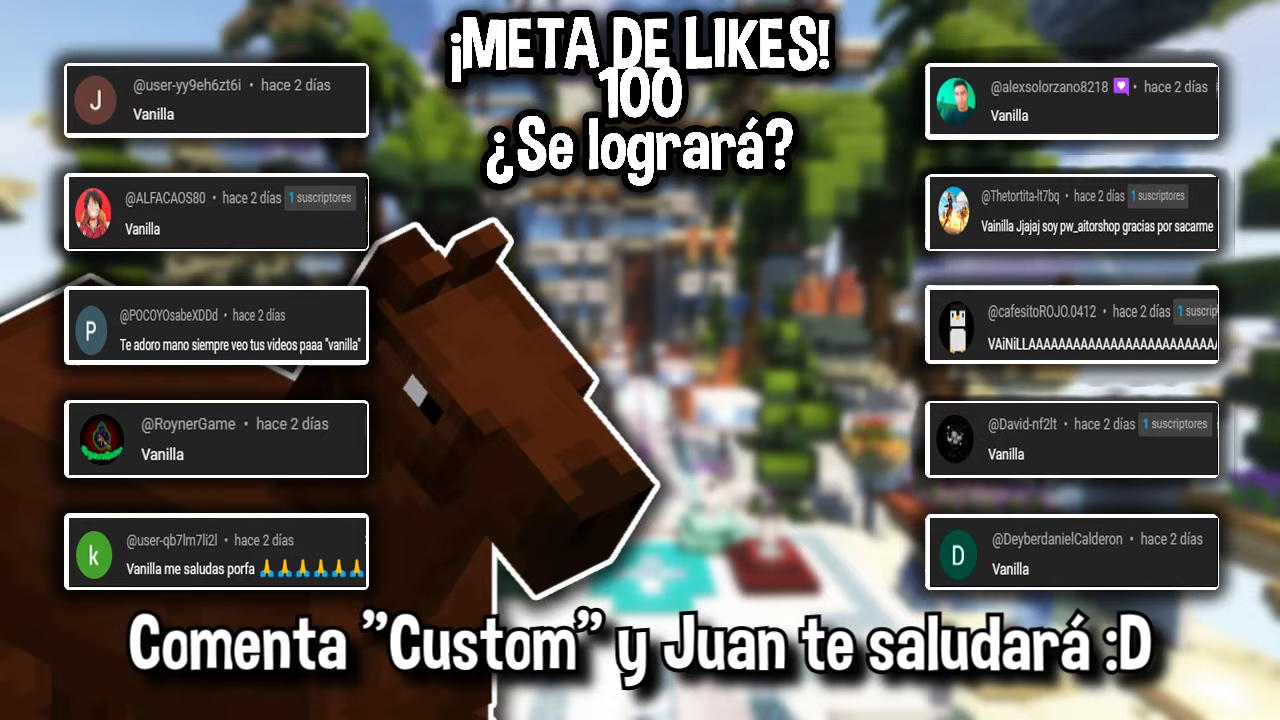 ¡META DE LIKES!
100
¿Se logrará?
J
@user-yy9eh6zt6i • hace 2 días
Vanilla
@ALFACAOS80 • hace 2 días 1 suscriptores
Vanilla
P
@POCOYOsabeXDDd • hace 2 días
Te adoro mano siempre veo tus videos paaa "vanilla"
@RoynerGame • hace 2 días
Vanilla
k
@user-qb7lm7li2l • hace 2 días
Vanilla me saludas porfa 🙏🙏🙏🙏🙏🙏
@alexsolorzano8218 • hace 2 días
Vanilla
@Thetortita-lt7bq • hace 2 días 1 suscriptores
Vainilla Jjajaj soy pw_aitorshop gracias por sacarme
@cafesitoROJO.0412 • hace 2 días 1 suscrip
VAiNiLLAAAAAAAAAAAAAAAAAAAAAAAAAA
@David-nf2lt • hace 2 días 1 suscriptores
Vanilla
D
@DeyberdanielCalderon • hace 2 días
Vanilla
Comenta "Custom" y Juan te saludará :D